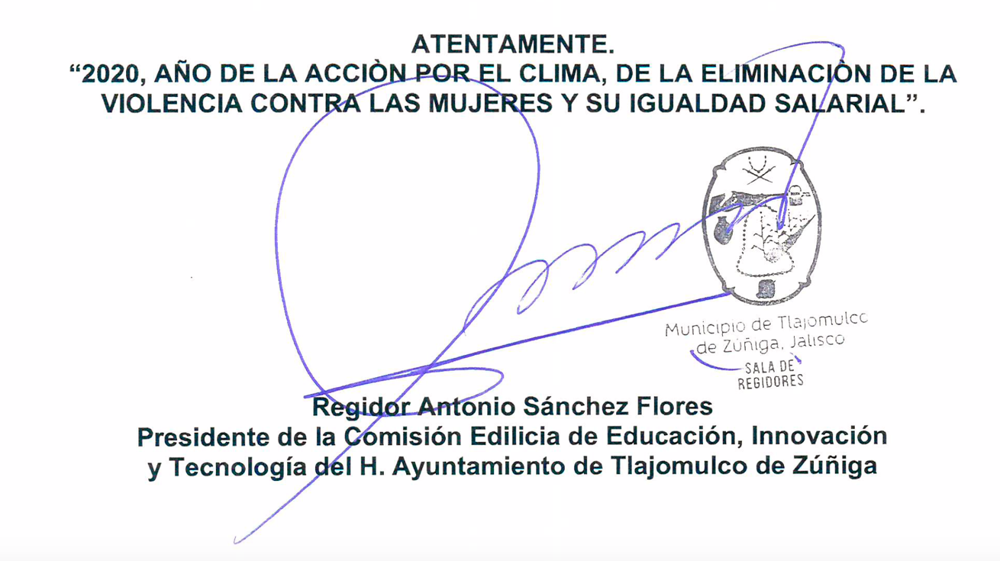 ATENTAMENTE.
“2020, AÑO DE LA ACCIÒN POR EL CLIMA, DE LA ELIMINACIÒN DE LA
VIOLENCIA CONTRA LAS MUJERES Y SU IGUALDAD SALARIAL”.
Municipio de Tlajomulco
de Zúñiga, Jalisco
SALA DE
REGIDORES
Regidor Antonio Sánchez Flores
Presidente de la Comisión Edilicia de Educación, Innovación
y Tecnología del H. Ayuntamiento de Tlajomulco de Zúñiga